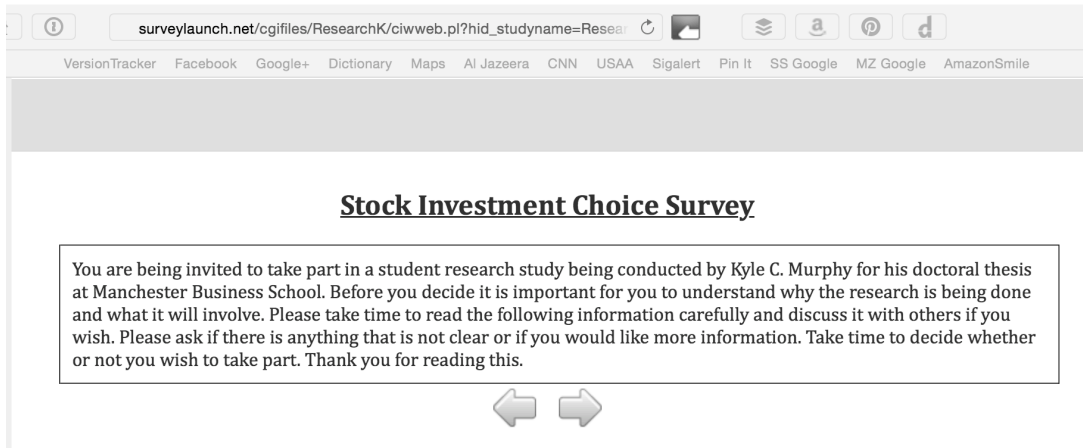 surveylaunch.net/cgifiles/ResearchK/ciwweb.pl?hid_studyname=Resear
VersionTracker Facebook Google+ Dictionary Maps Al Jazeera CNN USAA Sigalert Pin It SS Google MZ Google AmazonSmile
Stock Investment Choice Survey
You are being invited to take part in a student research study being conducted by Kyle C. Murphy for his doctoral thesis
at Manchester Business School. Before you decide it is important for you to understand why the research is being done
and what it will involve. Please take time to read the following information carefully and discuss it with others if you
wish. Please ask if there is anything that is not clear or if you would like more information. Take time to decide whether
or not you wish to take part. Thank you for reading this.